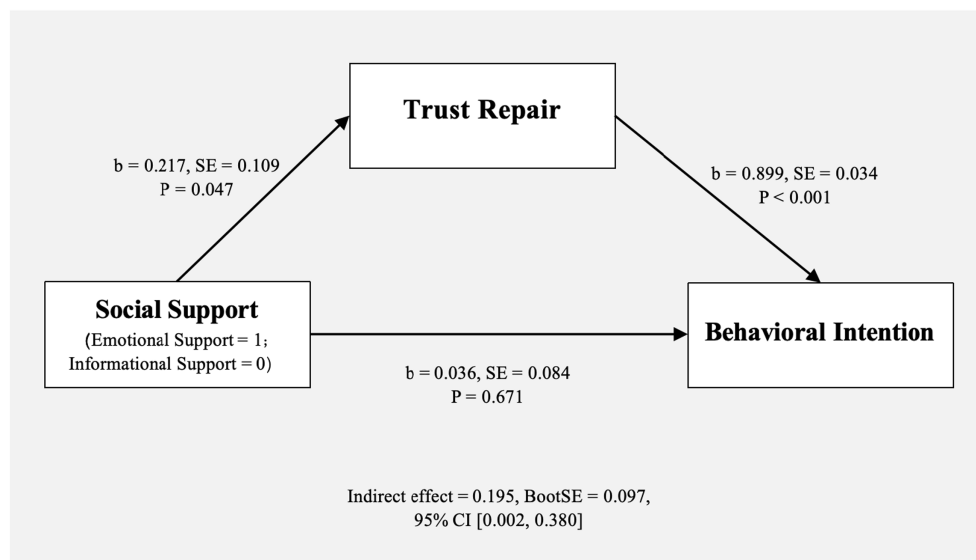 Trust Repair
b = 0.217, SE = 0.109
P = 0.047
b = 0.899, SE = 0.034
P < 0.001
Social Support
(Emotional Support = 1;
Informational Support = 0)
Behavioral Intention
b = 0.036, SE = 0.084
P = 0.671
Indirect effect = 0.195, BootSE = 0.097,
95% CI [0.002, 0.380]